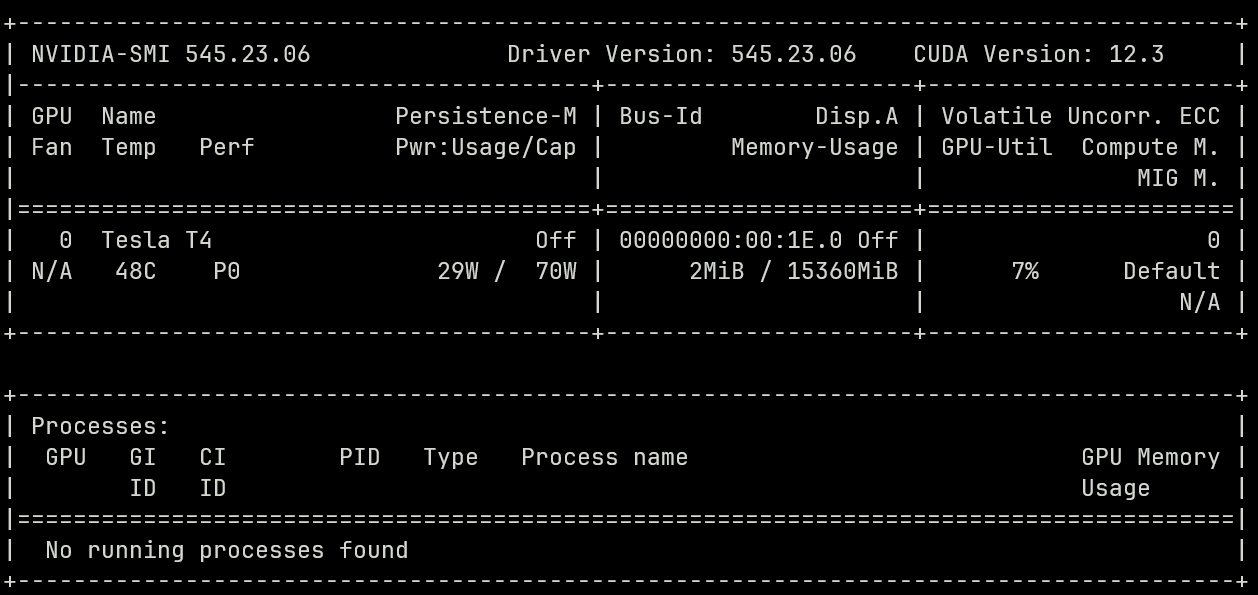 +---------------------------------------------------------------------------------------+
| NVIDIA-SMI 545.23.06              Driver Version: 545.23.06    CUDA Version: 12.3     |
|-----------------------------------------+----------------------+----------------------+
| GPU  Name                 Persistence-M | Bus-Id        Disp.A | Volatile Uncorr. ECC |
| Fan  Temp   Perf          Pwr:Usage/Cap |         Memory-Usage | GPU-Util  Compute M. |
|                                         |                      |               MIG M. |
|=========================================+======================+======================|
|   0  Tesla T4                       Off | 00000000:00:1E.0 Off |                    0 |
| N/A   48C    P0              29W /  70W |      2MiB / 15360MiB |      7%      Default |
|                                         |                      |                  N/A |
+-----------------------------------------+----------------------+----------------------+

+---------------------------------------------------------------------------------------+
| Processes:                                                                            |
|  GPU   GI   CI        PID   Type   Process name                            GPU Memory |
|        ID   ID                                                             Usage      |
|=======================================================================================|
|  No running processes found                                                           |
+---------------------------------------------------------------------------------------+